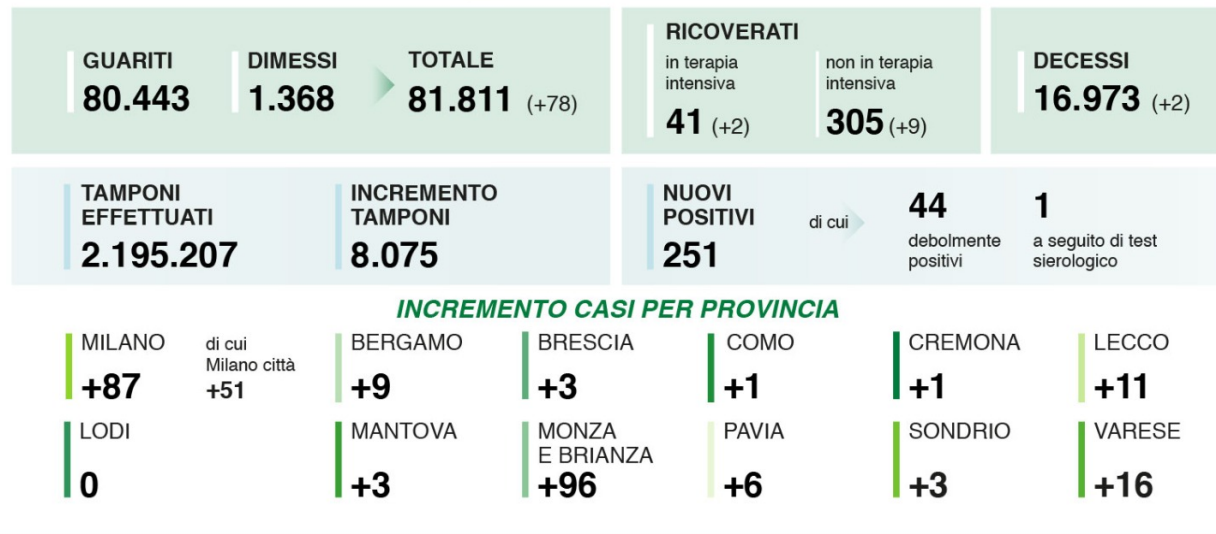 GUARITI
80.443
DIMESSI
1.368
TOTALE
81.811 (+78)
RICOVERATI
in terapia
intensiva
41 (+2)
non in terapia
intensiva
305 (+9)
DECESSI
16.973 (+2)
TAMPONI
EFFETTUATI
2.195.207
INCREMENTO
TAMPONI
8.075
NUOVI
POSITIVI
251
di cui
44
debolmente
positivi
1
a seguito di test
sierologico
INCREMENTO CASI PER PROVINCIA
MILANO
+87
di cui
Milano città
+51
BERGAMO
+9
BRESCIA
+3
COMO
+1
CREMONA
+1
LECCO
+11
LODI
0
MANTOVA
+3
MONZA
E BRIANZA
+96
PAVIA
+6
SONDRIO
+3
VARESE
+16